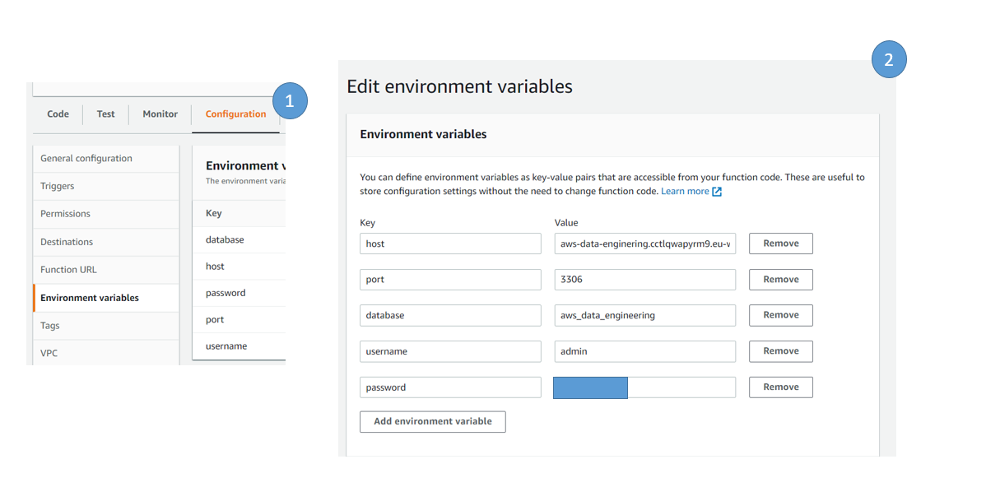 1
Code Test Monitor Configuration
General configuration
Triggers
Permissions
Destinations
Function URL
Environment variables
Tags
VPC
Environment
The environment
Key
database
host
password
port
username
2
Edit environment variables
Environment variables
You can define environment variables as key-value pairs that are accessible from your function code. These are useful to
store configuration settings without the need to change function code. Learn more
Key Value
host aws-data-enginering.cctlqwapyrm9.eu- Remove
port 3306 Remove
database aws_data_engineering Remove
username admin Remove
password Remove
Add environment variable